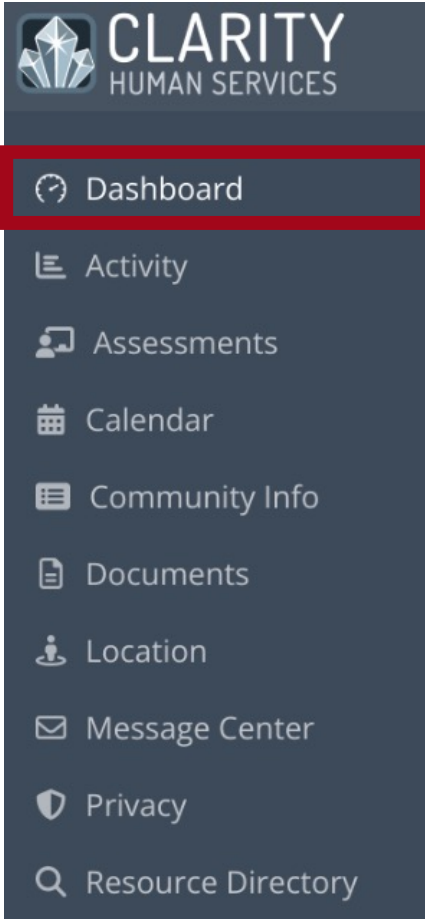 CLARITY
HUMAN SERVICES
Dashboard
Activity
Assessments
Calendar
Community Info
Documents
Location
Message Center
Privacy
Resource Directory